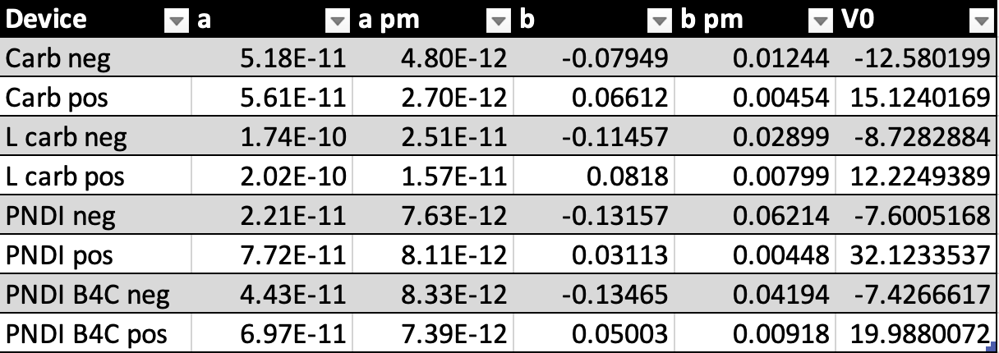 Device a a pm b b pm V0
Carb neg 5.18E-11 4.80E-12 -0.07949 0.01244 -12.580199
Carb pos 5.61E-11 2.70E-12 0.06612 0.00454 15.1240169
L carb neg 1.74E-10 2.51E-11 -0.11457 0.02899 -8.7282884
L carb pos 2.02E-10 1.57E-11 0.0818 0.00799 12.2249389
PNDI neg 2.21E-11 7.63E-12 -0.13157 0.06214 -7.6005168
PNDI pos 7.72E-11 8.11E-12 0.03113 0.00448 32.1233537
PNDI B4C neg 4.43E-11 8.33E-12 -0.13465 0.04194 -7.4266617
PNDI B4C pos 6.97E-11 7.39E-12 0.05003 0.00918 19.9880072